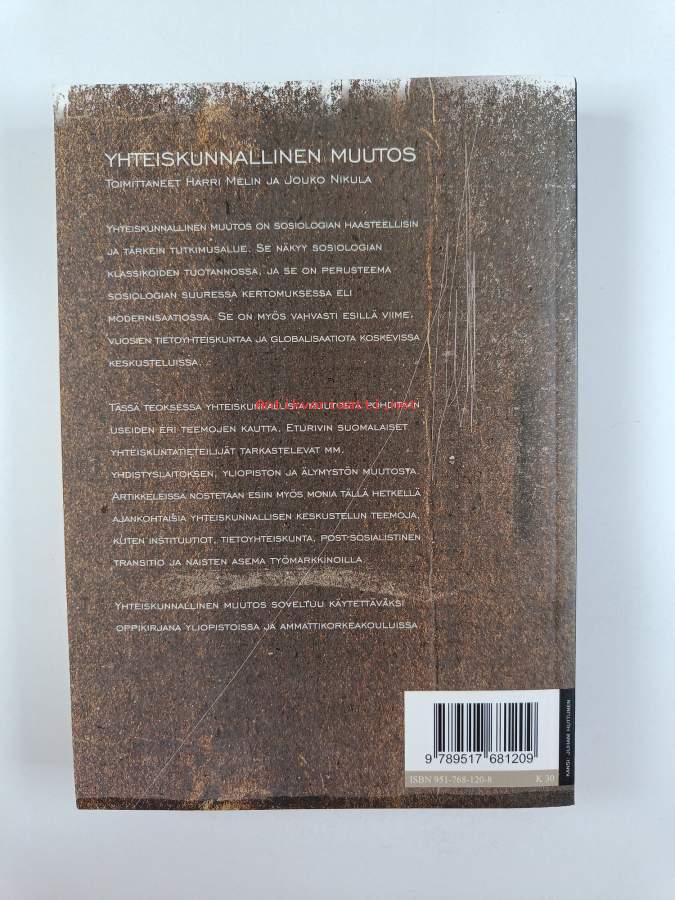 YHTEISKUNNALLINEN MUUTOS
TOIMITTANEET HARRI MELIN JA JOUKO NIKULA
YHTEISKUNNALLINEN MUUTOS ON SOSIOLOGIAN HAASTEELLISIN
JA TÄRKEIN TUTKIMUSALUE. SE NÄKYY SOSIOLOGIAN
KLASSIKOIDEN TUOTANNOSSA, JA SE ON PERUSTEEMA
SOSIOLOGIAN SUURESSA KERTOMUKSESSA ELI
MODERNISAATIOSSA. SE ON MYÖS VAHVASTI ESILLÄ VIIME
VUOSIEN TIETOYHTEISKUNTAA JA GLOBALISAATIOTA KOSKEVISSA
KESKUSTELUISSA.
TÄSSÄ TEOKSESSA YHTEISKUNNALLISTA MUUTOSTA POHDITAAN
USEIDEN ERI TEEMOJEN KAUTTA. ETURIVIN SUOMALAISET
YHTEISKUNTATIETEILIJÄT TARKASTELEVAT MM.
YHDISTYSLAITOKSEN, YLIOPISTON JA ÄLYMYSTÖN MUUTOSTA.
ARTIKKELEISSA NOSTETAAN ESIIN MYÖS MONIA TÄLLÄ HETKELLÄ
AJANKOHTAISIA YHTEISKUNNALLISEN KESKUSTELUN TEEMOJA,
KUTEN INSTITUUTIOT, TIETOYHTEISKUNTA, POST-SOSIALISTINEN
TRANSITIO JA NAISTEN ASEMA TYÖMARKKINOILLA
YHTEISKUNNALLINEN MUUTOS SOVELTUU KÄYTETTÄVÄKSI
OPPIKIRJANA YLIOPISTOISSA JA AMMATTIKORKEAKOULUISSA
9 789517 681209
ISBN 951-768-120-8 K 30
KANSI: JUHANI HUTTUNEN